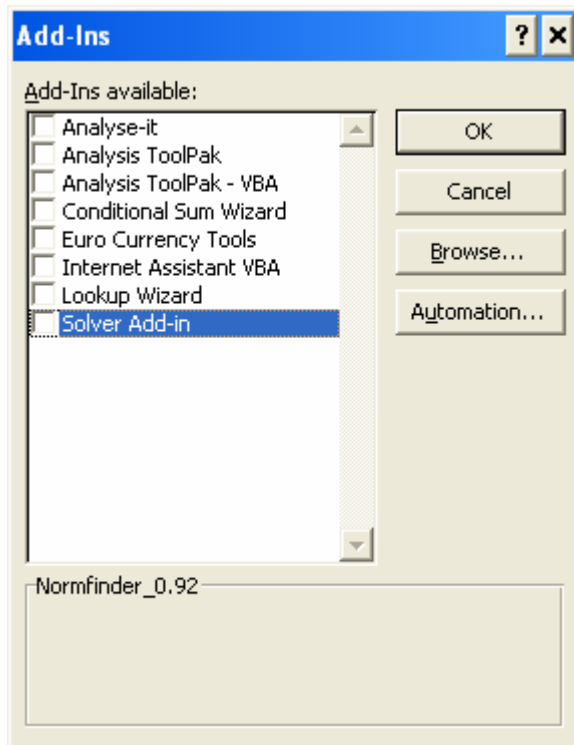 Add-Ins
Add-Ins available:
Analyse-it
Analysis ToolPak
Analysis ToolPak - VBA
Conditional Sum Wizard
Euro Currency Tools
Internet Assistant VBA
Lookup Wizard
Solver Add-in
OK
Cancel
Browse...
Automation...
Normfinder_0.92